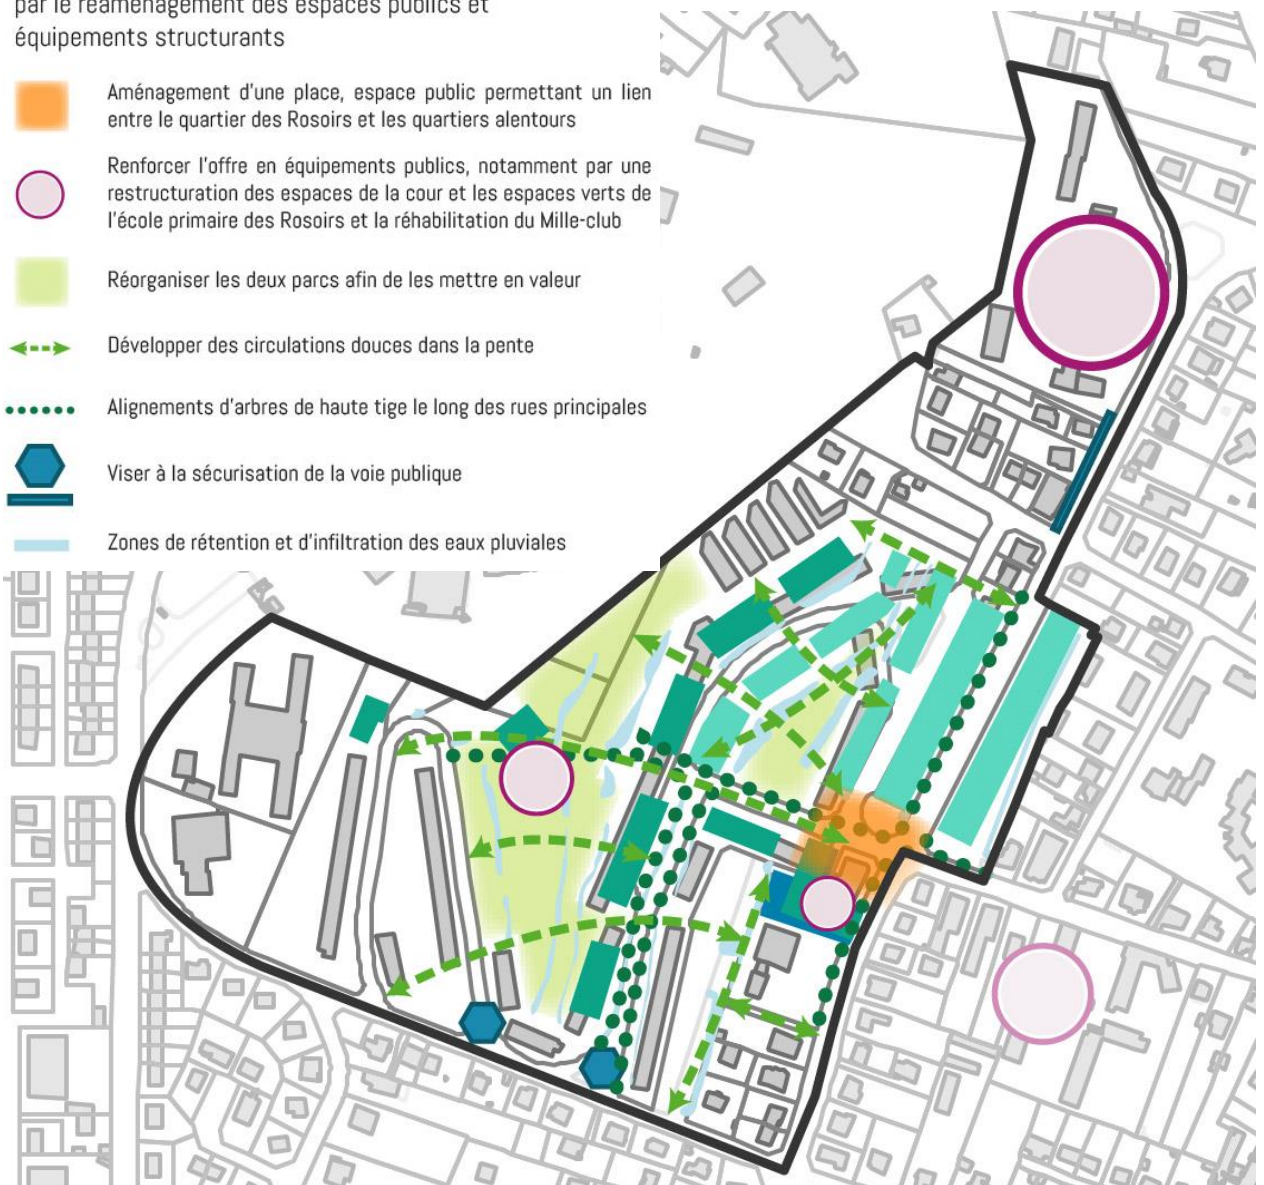 par le réaménagement des espaces publics et
équipements structurants
Aménagement d'une place, espace public permettant un lien
entre le quartier des Rosoirs et les quartiers alentours
Renforcer l'offre en équipements publics, notamment par une
restructuration des espaces de la cour et les espaces verts de
l'école primaire des Rosoirs et la réhabilitation du Mille-club
Réorganiser les deux parcs afin de les mettre en valeur
Développer des circulations douces dans la pente
Alignements d'arbres de haute tige le long des rues principales
Viser à la sécurisation de la voie publique
Zones de rétention et d'infiltration des eaux pluviales